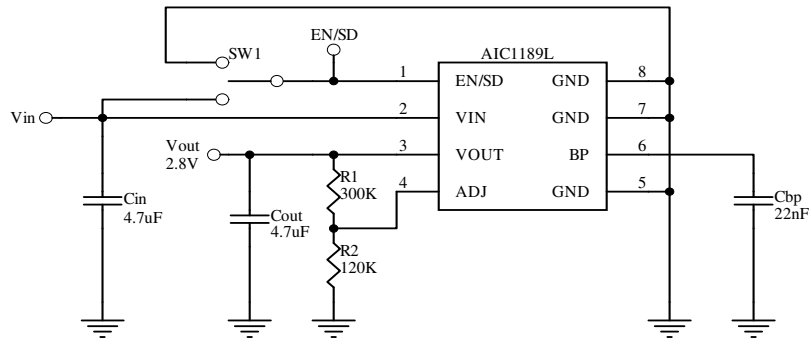 EN/SD
SW1
AIC1189L
1 EN/SD GND 8
Vin
2 VIN GND 7
Vout
2.8V
3 VOUT BP 6
R1
300K
4 ADJ GND 5
Cin
4.7uF
Cout
4.7uF
Cbp
22nF
R2
120K